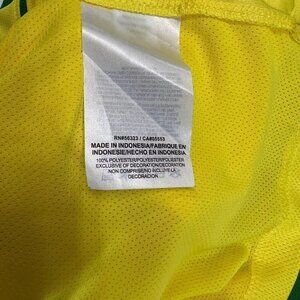 RN#56323 / CA#05553
MADE IN INDONESIA/FABRIQUE EN
INDONESIE/HECHO EN INDONESIA
100% POLYESTER/POLYESTER
EXCLUSIVE OF DECORATION/DECORATION
NON COMPRISE/NO INCLUYE LA
DECORACION